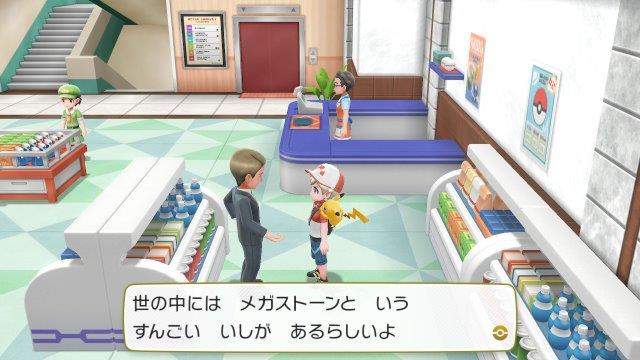 世の中には　メガストーンと　いう
すんごい　いしが　あるらしいよ